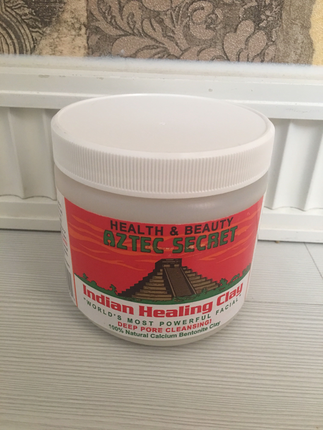 HEALTH & BEAUTY
AZTEC SECRET
Indian Healing Clay
"WORLD'S MOST POWERFUL FACIAL"
DEEP PORE CLEANSING!
100% Natural Calcium Bentonite Clay